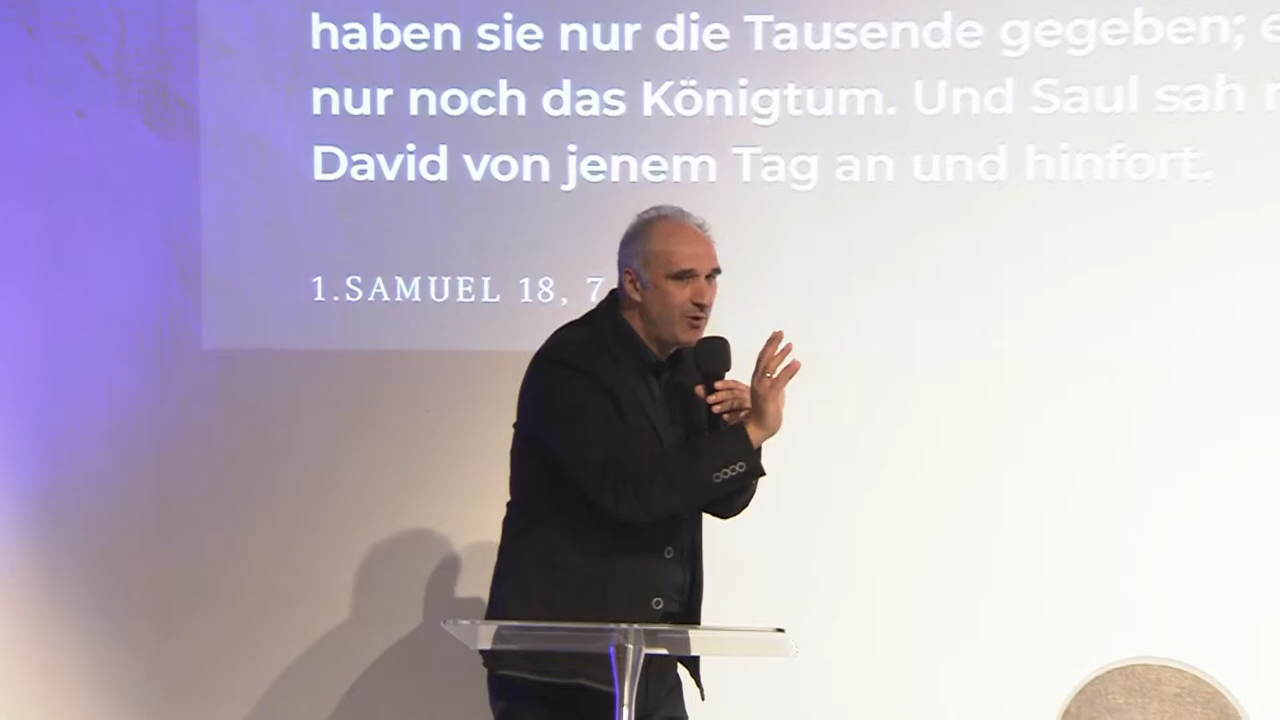 haben sie nur die Tausende gegeben; e
nur noch das Königtum. Und Saul sah
David von jenem Tag an und hinfort.
1.SAMUEL 18, 7